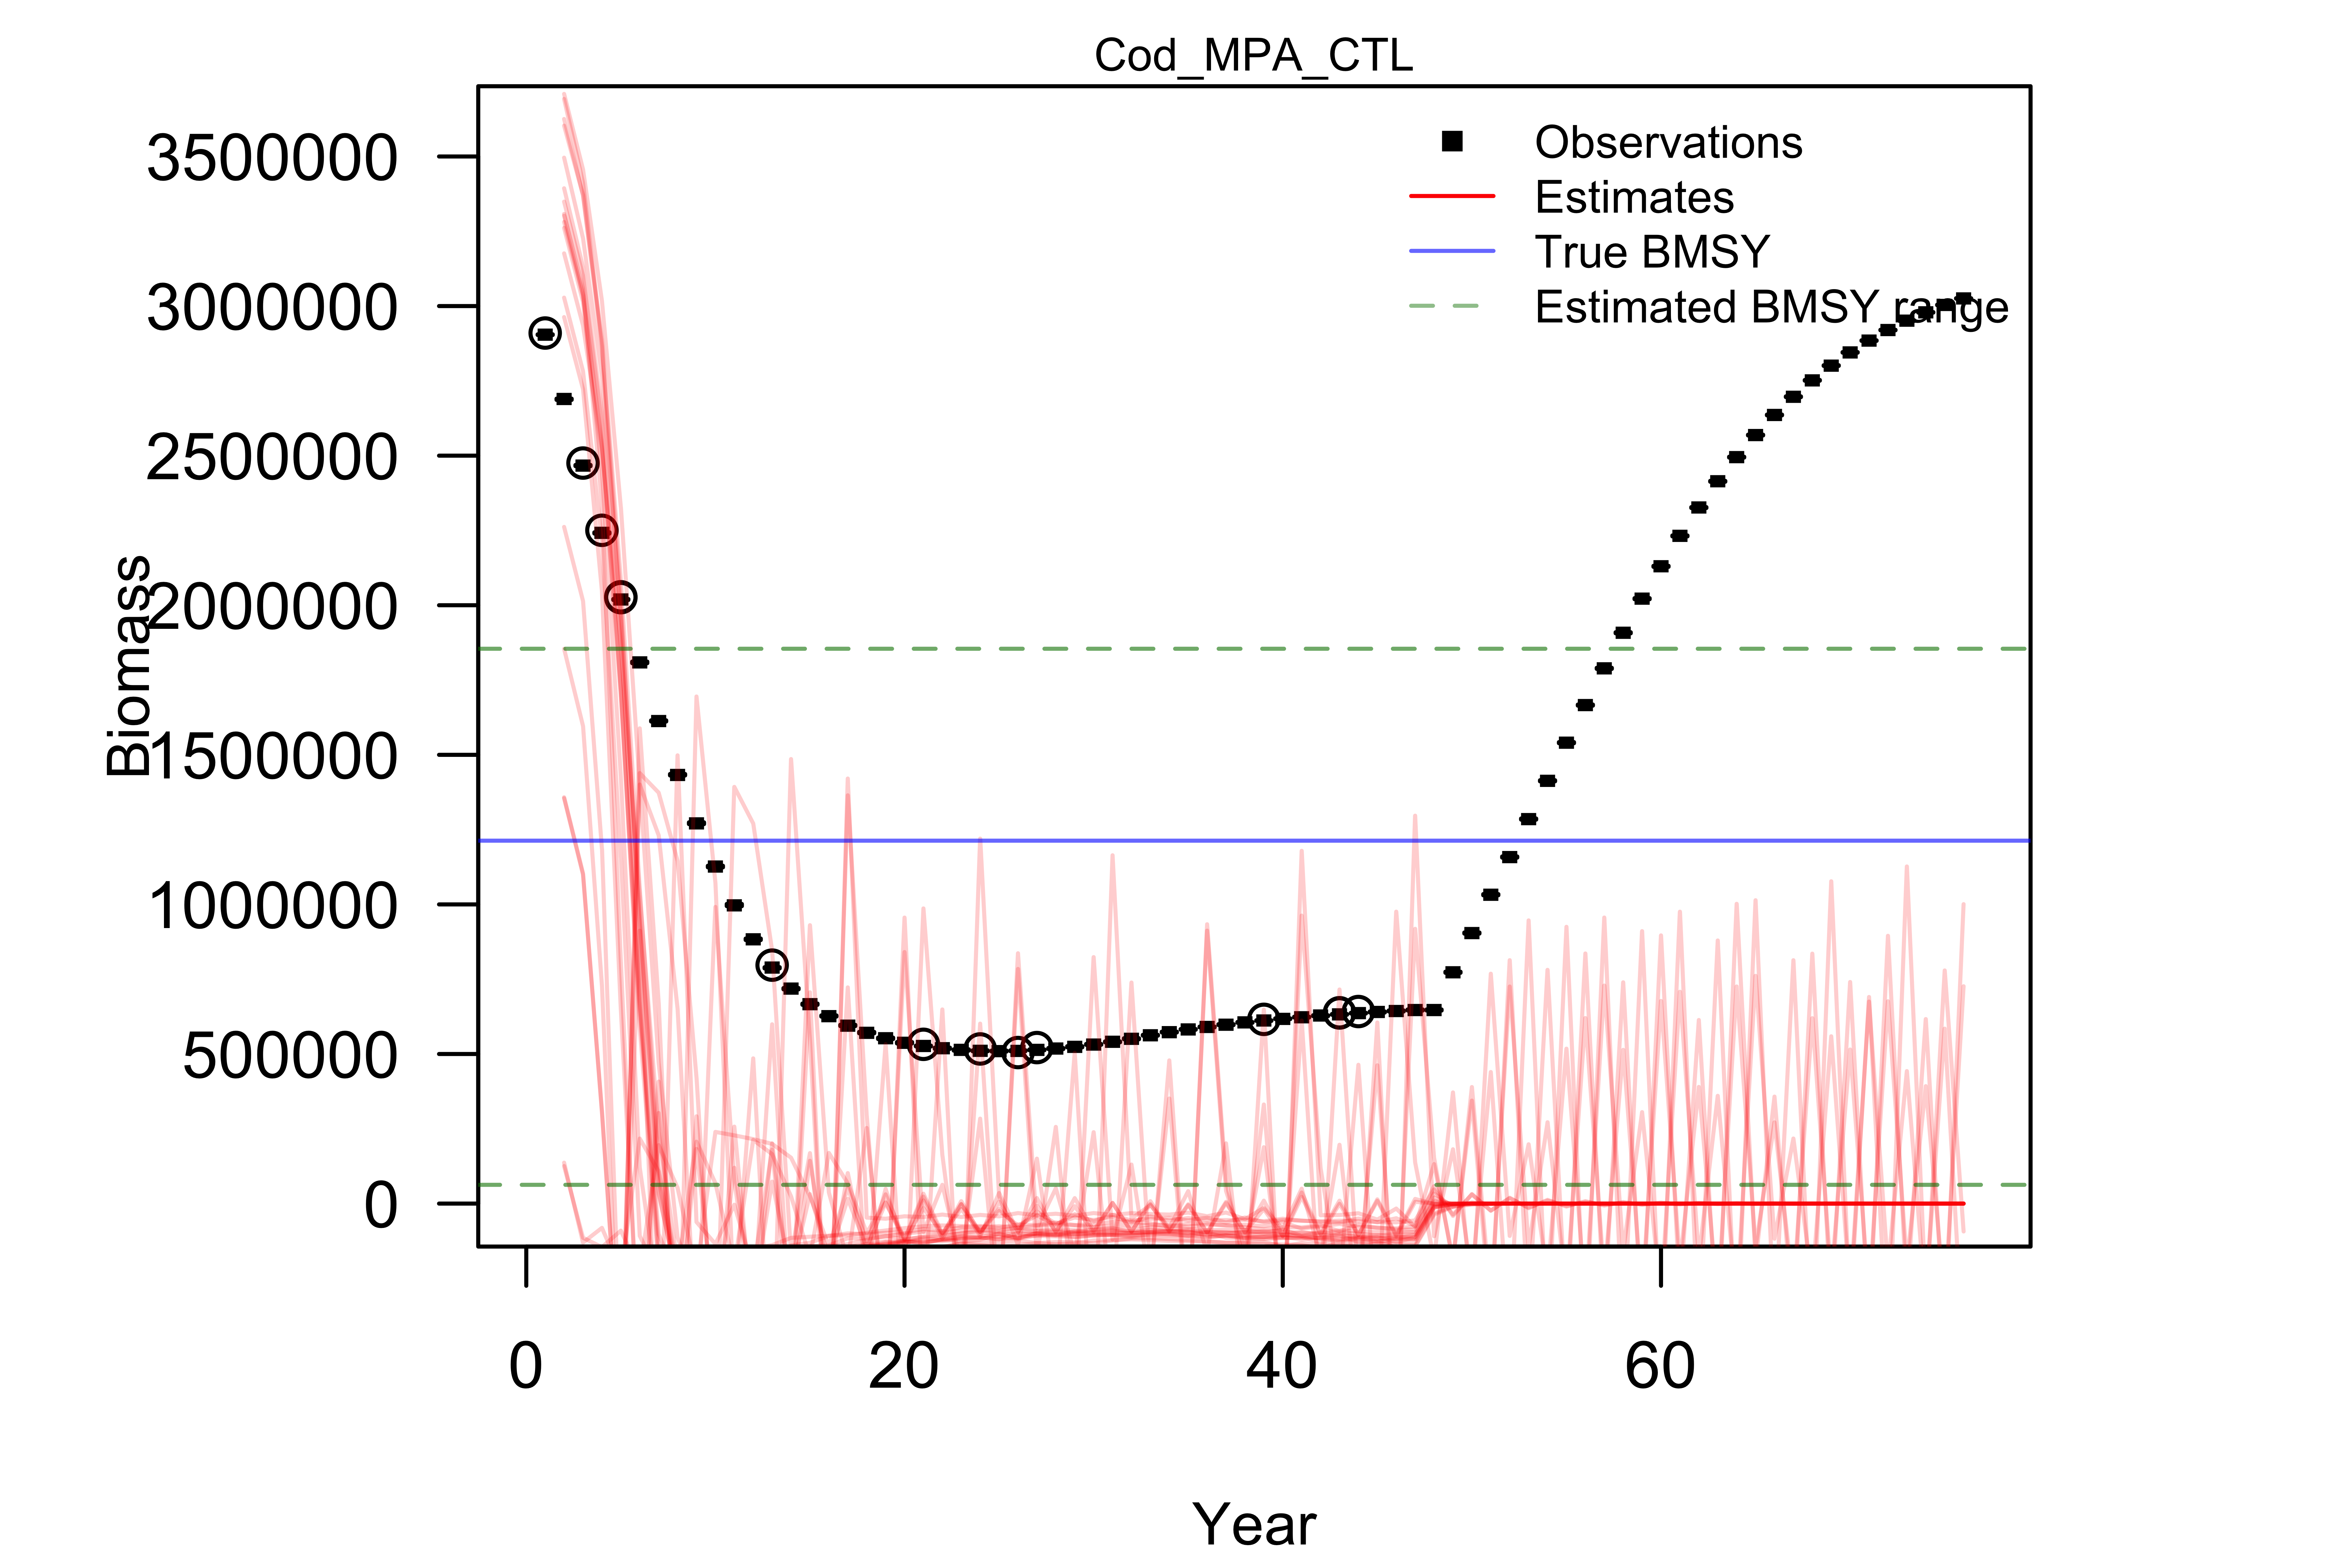 Cod_MPA_CTL
Observations
Estimates
True BMSY
Estimated BMSY range
Biomass
3500000
3000000
2500000
2000000
1500000
1000000
500000
0
0 20 40 60
Year